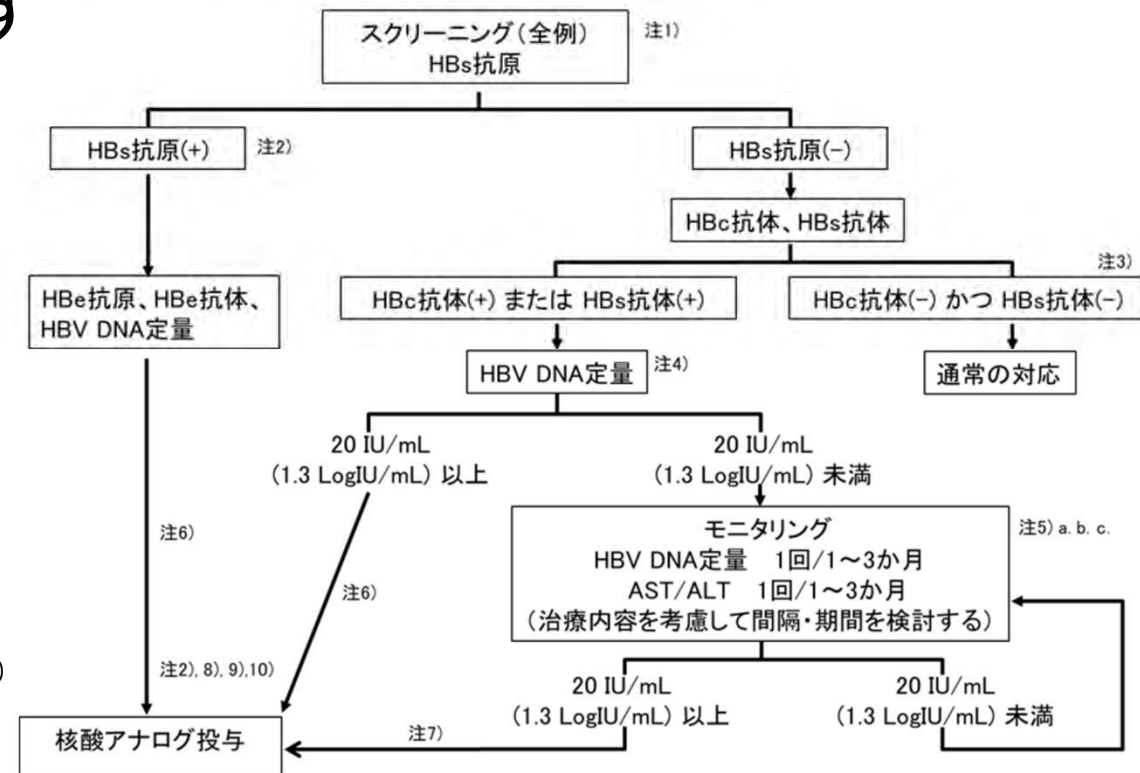 g
スクリーニング(全例)
HBs抗原
注1)
HBs抗原(+)
注2)
HBs抗原(-)
HBc抗体、HBs抗体
注3)
HBe抗原、HBe抗体、
HBV DNA定量
HBc抗体(+) または HBs抗体(+)
HBc抗体(-) かつ HBs抗体(-)
HBV DNA定量
注4)
通常の対応
20 IU/mL
(1.3 LogIU/mL) 以上
20 IU/mL
(1.3 LogIU/mL) 未満
モニタリング
HBV DNA定量 1回/1～3か月
AST/ALT 1回/1～3か月
(治療内容を考慮して間隔・期間を検討する)
注5) a. b. c.
注6)
注6)
)
注2), 8), 9),10)
20 IU/mL
(1.3 LogIU/mL) 以上
20 IU/mL
(1.3 LogIU/mL) 未満
注7)
核酸アナログ投与